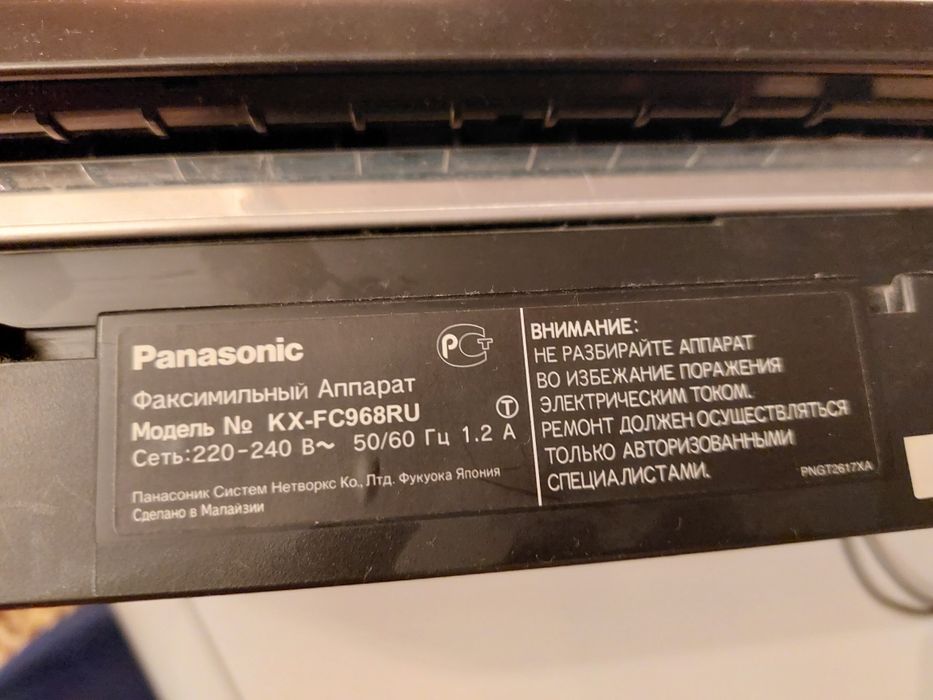 Panasonic
РСТ
Факсимильный Аппарат
Модель № KX-FC968RU
Т
Сеть:220-240 В~ 50/60 Гц 1.2 А
Панасоник Систем Нетворкс Ко., Лтд. Фукуока Япония
Сделано в Малайзии
ВНИМАНИЕ:
НЕ РАЗБИРАЙТЕ АППАРАТ
ВО ИЗБЕЖАНИЕ ПОРАЖЕНИЯ
ЭЛЕКТРИЧЕСКИМ ТОКОМ.
РЕМОНТ ДОЛЖЕН ОСУЩЕСТВЛЯТЬСЯ
ТОЛЬКО АВТОРИЗОВАННЫМИ
СПЕЦИАЛИСТАМИ.
PNGT2617XA